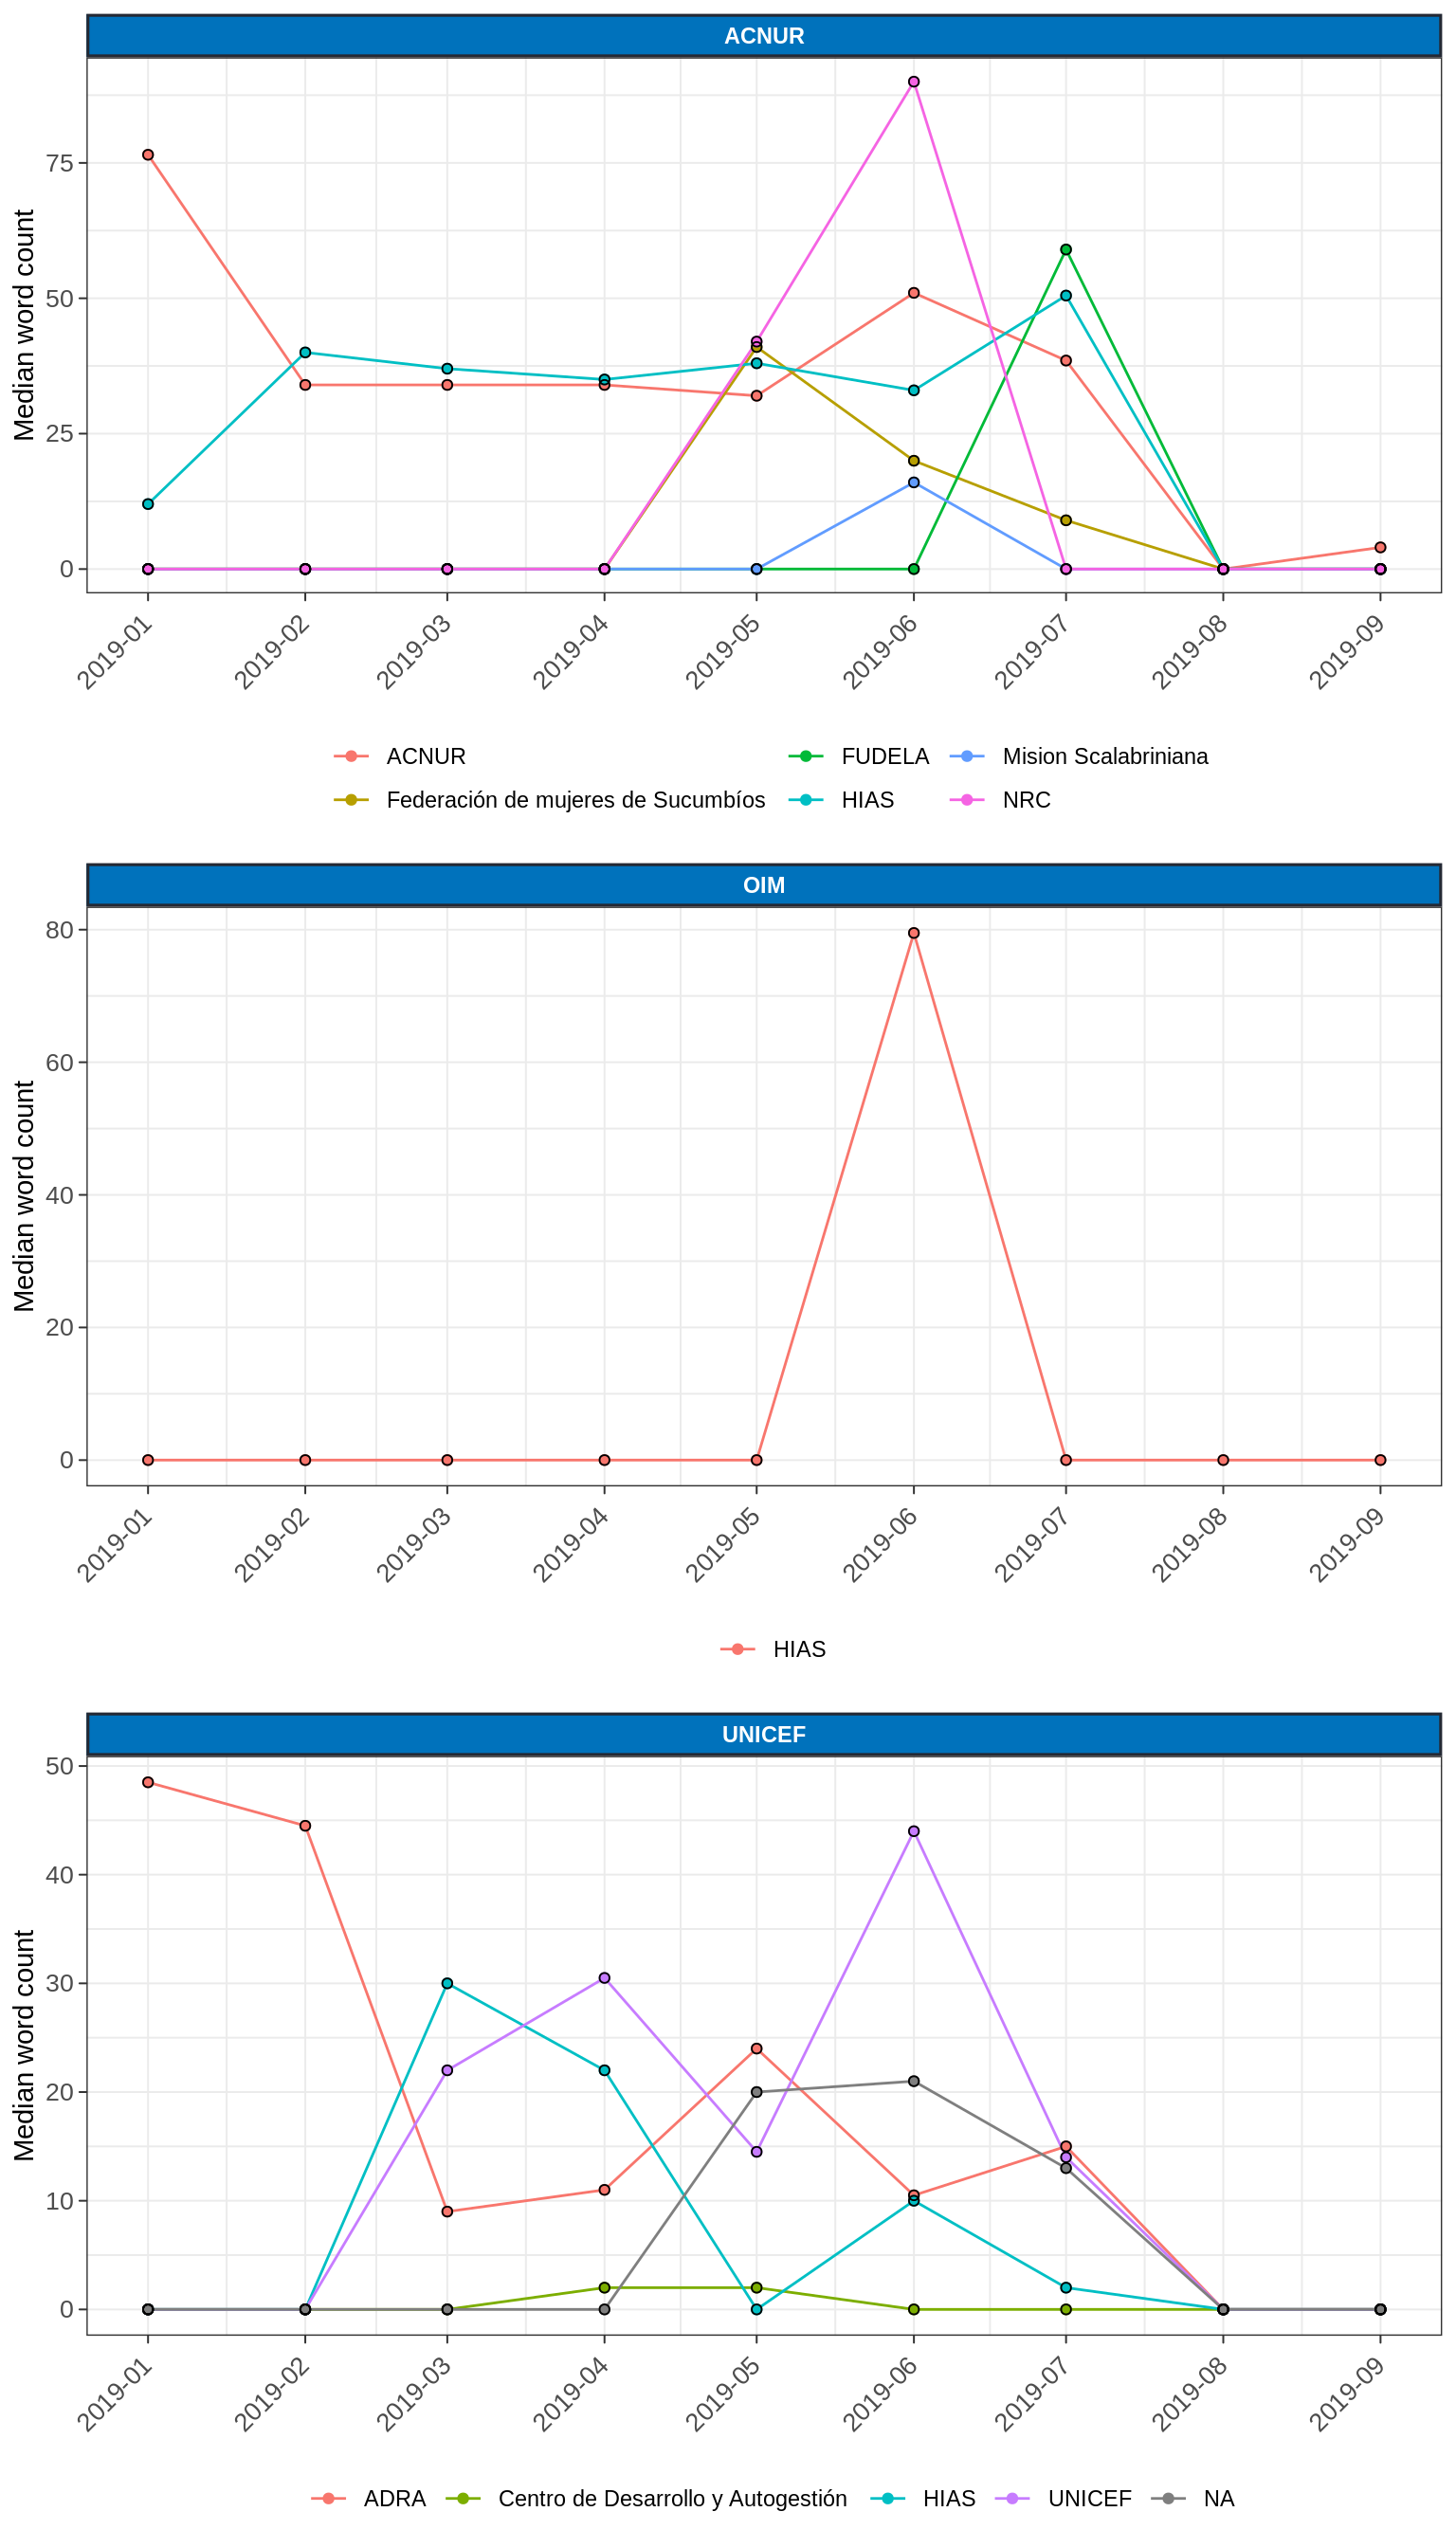 ACNUR
Median word count
75
50
25
0
2019-01
2019-02
2019-03
2019-04
2019-05
2019-06
2019-07
2019-08
2019-09
ACNUR
FUDELA
Mision Scalabriniana
Federación de mujeres de Sucumbíos
HIAS
NRC
OIM
Median word count
80
60
40
20
0
2019-01
2019-02
2019-03
2019-04
2019-05
2019-06
2019-07
2019-08
2019-09
HIAS
UNICEF
Median word count
50
40
30
20
10
0
2019-01
2019-02
2019-03
2019-04
2019-05
2019-06
2019-07
2019-08
2019-09
ADRA
Centro de Desarrollo y Autogestión
HIAS
UNICEF
NA